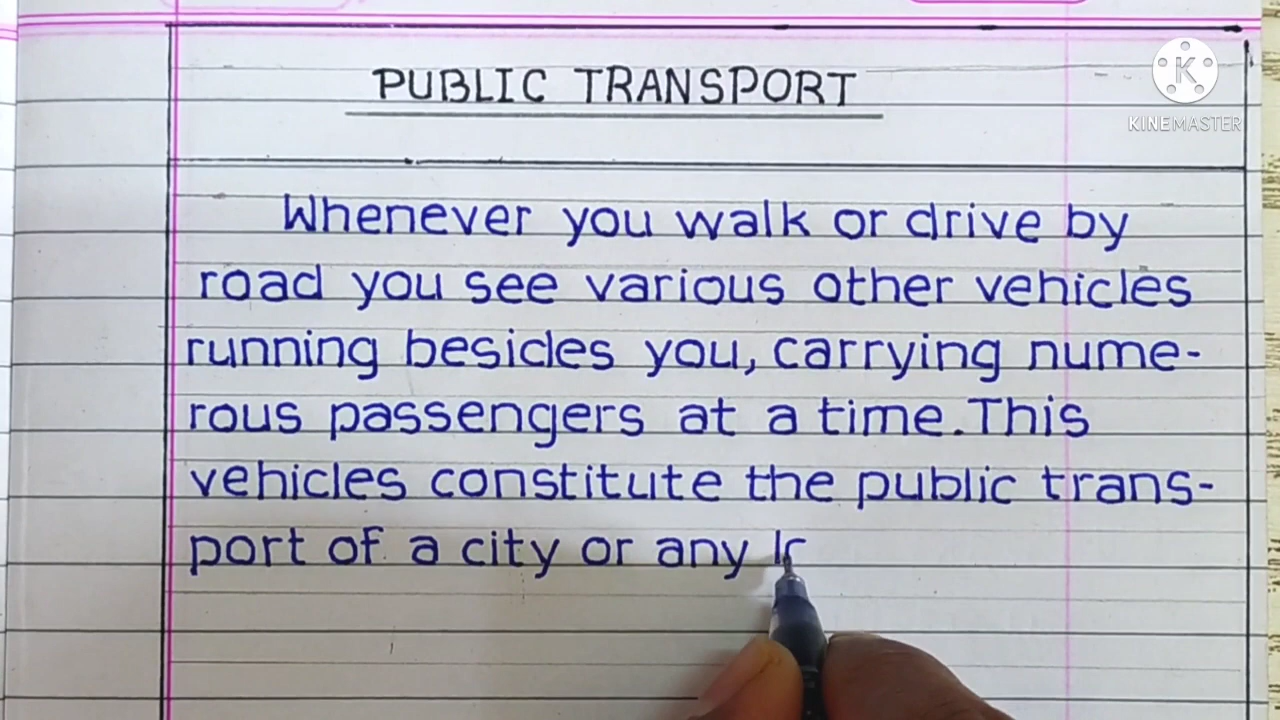 PUBLIC TRANSPORT
KINEMASTER
Whenever you walk or drive by
road you see various other vehicles
running besides you, carrying nume-
rous passengers at a time. This
vehicles constitute the public trans-
port of a city or any